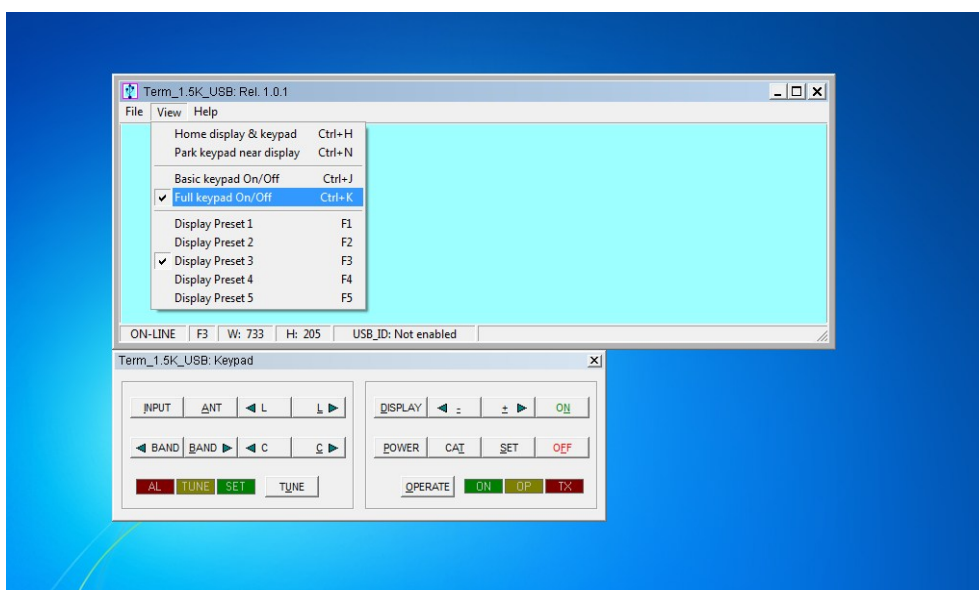 Term_1.5K_USB: Rel. 1.0.1
File View Help
Home display & keypad Ctrl+H
Park keypad near display Ctrl+N
Basic keypad On/Off Ctrl+J
Full keypad On/Off Ctrl+K
Display Preset 1 F1
Display Preset 2 F2
Display Preset 3 F3
Display Preset 4 F4
Display Preset 5 F5
ON-LINE F3 W: 733 H: 205 USB_ID: Not enabled
Term_1.5K_USB: Keypad
INPUT ANT L L DISPLAY - + ON
BAND BAND C C POWER CAT SET OFF
AL TUNE SET TUNE OPERATE ON OP TX